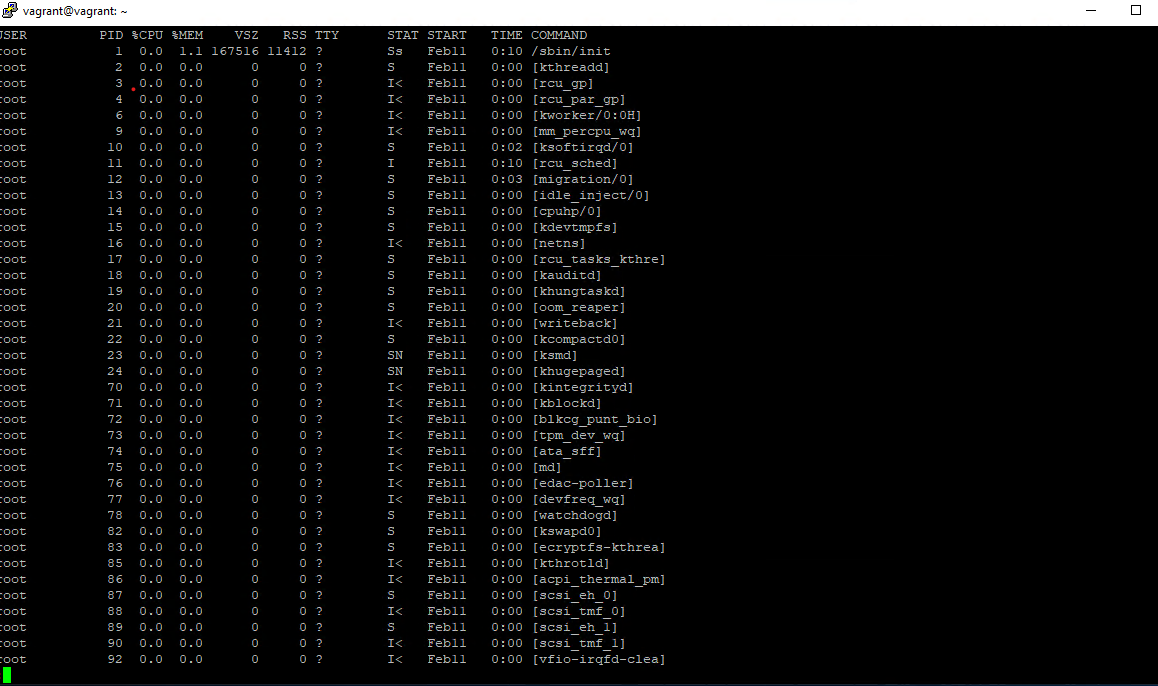 vagrant@vagrant: ~
USER PID %CPU %MEM VSZ RSS TTY STAT START TIME COMMAND
root 1 0.0 1.1 167516 11412 ? Ss Feb11 0:10 /sbin/init
root 2 0.0 0.0 0 0 ? S Feb11 0:00 [kthreadd]
root 3 0.0 0.0 0 0 ? I< Feb11 0:00 [rcu_gp]
root 4 0.0 0.0 0 0 ? I< Feb11 0:00 [rcu_par_gp]
root 6 0.0 0.0 0 0 ? I< Feb11 0:00 [kworker/0:0H]
root 9 0.0 0.0 0 0 ? I< Feb11 0:00 [mm_percpu_wq]
root 10 0.0 0.0 0 0 ? S Feb11 0:02 [ksoftirqd/0]
root 11 0.0 0.0 0 0 ? I Feb11 0:10 [rcu_sched]
root 12 0.0 0.0 0 0 ? S Feb11 0:03 [migration/0]
root 13 0.0 0.0 0 0 ? S Feb11 0:00 [idle_inject/0]
root 14 0.0 0.0 0 0 ? S Feb11 0:00 [cpuhp/0]
root 15 0.0 0.0 0 0 ? S Feb11 0:00 [kdevtmpfs]
root 16 0.0 0.0 0 0 ? I< Feb11 0:00 [netns]
root 17 0.0 0.0 0 0 ? S Feb11 0:00 [rcu_tasks_kthre]
root 18 0.0 0.0 0 0 ? S Feb11 0:00 [kauditd]
root 19 0.0 0.0 0 0 ? S Feb11 0:00 [khungtaskd]
root 20 0.0 0.0 0 0 ? S Feb11 0:00 [oom_reaper]
root 21 0.0 0.0 0 0 ? I< Feb11 0:00 [writeback]
root 22 0.0 0.0 0 0 ? S Feb11 0:00 [kcompactd0]
root 23 0.0 0.0 0 0 ? SN Feb11 0:00 [ksmd]
root 24 0.0 0.0 0 0 ? SN Feb11 0:00 [khugepaged]
root 70 0.0 0.0 0 0 ? I< Feb11 0:00 [kintegrityd]
root 71 0.0 0.0 0 0 ? I< Feb11 0:00 [kblockd]
root 72 0.0 0.0 0 0 ? I< Feb11 0:00 [blkcg_punt_bio]
root 73 0.0 0.0 0 0 ? I< Feb11 0:00 [tpm_dev_wq]
root 74 0.0 0.0 0 0 ? I< Feb11 0:00 [ata_sff]
root 75 0.0 0.0 0 0 ? I< Feb11 0:00 [md]
root 76 0.0 0.0 0 0 ? I< Feb11 0:00 [edac-poller]
root 77 0.0 0.0 0 0 ? I< Feb11 0:00 [devfreq_wq]
root 78 0.0 0.0 0 0 ? S Feb11 0:00 [watchdogd]
root 82 0.0 0.0 0 0 ? S Feb11 0:00 [kswapd0]
root 83 0.0 0.0 0 0 ? S Feb11 0:00 [ecryptfs-kthrea]
root 85 0.0 0.0 0 0 ? I< Feb11 0:00 [kthrotld]
root 86 0.0 0.0 0 0 ? I< Feb11 0:00 [acpi_thermal_pm]
root 87 0.0 0.0 0 0 ? S Feb11 0:00 [scsi_eh_0]
root 88 0.0 0.0 0 0 ? I< Feb11 0:00 [scsi_tmf_0]
root 89 0.0 0.0 0 0 ? S Feb11 0:00 [scsi_eh_1]
root 90 0.0 0.0 0 0 ? I< Feb11 0:00 [scsi_tmf_1]
root 92 0.0 0.0 0 0 ? I< Feb11 0:00 [vfio-irqfd-clea]